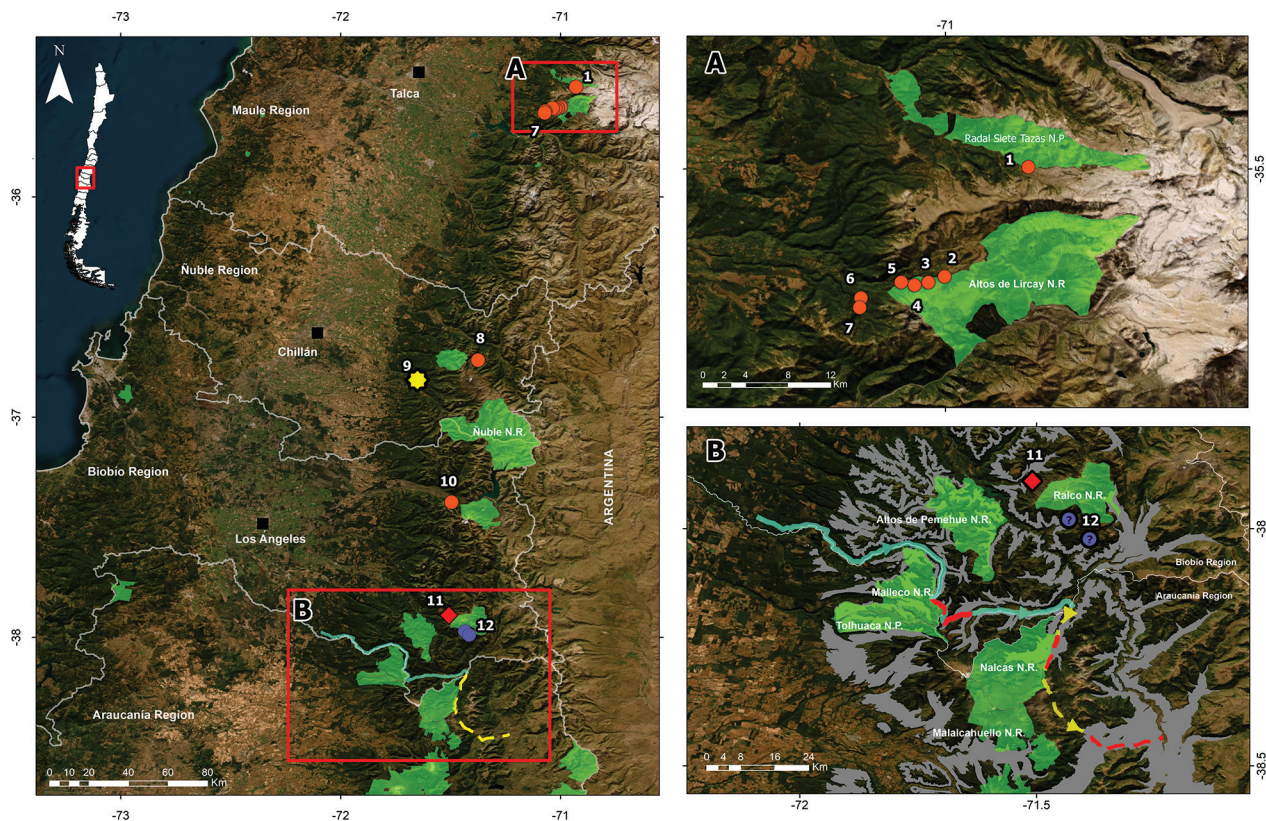 -73
-72
-71
N
A
1
Talca
Maule Region
7
-36
Ñuble Region
8
Chillán
9
-37
Ñuble N.R.
Biobío Region
10
ARGENTINA
Los Angeles
B
11
12
-38
Araucanía Region
0 10 20 40 60 80
Km
-73
-72
-71
-71
A
Radal Siete Tazas N.P.
1
-35.5
2
3
5
Altos de Lircay N.R
6
4
7
0 2 4 8 12
Km
B
11
Ralco N.R.
12
Altos de Pemehue N.R.
?
-38
?
Biobío Region
Malleco N.R.
Araucanía Region
Tolhuaca N.P.
Nalcas N.R.
Malalcahuello N.R.
0 4 8 16 24
Km
-38.5
-72
-71.5